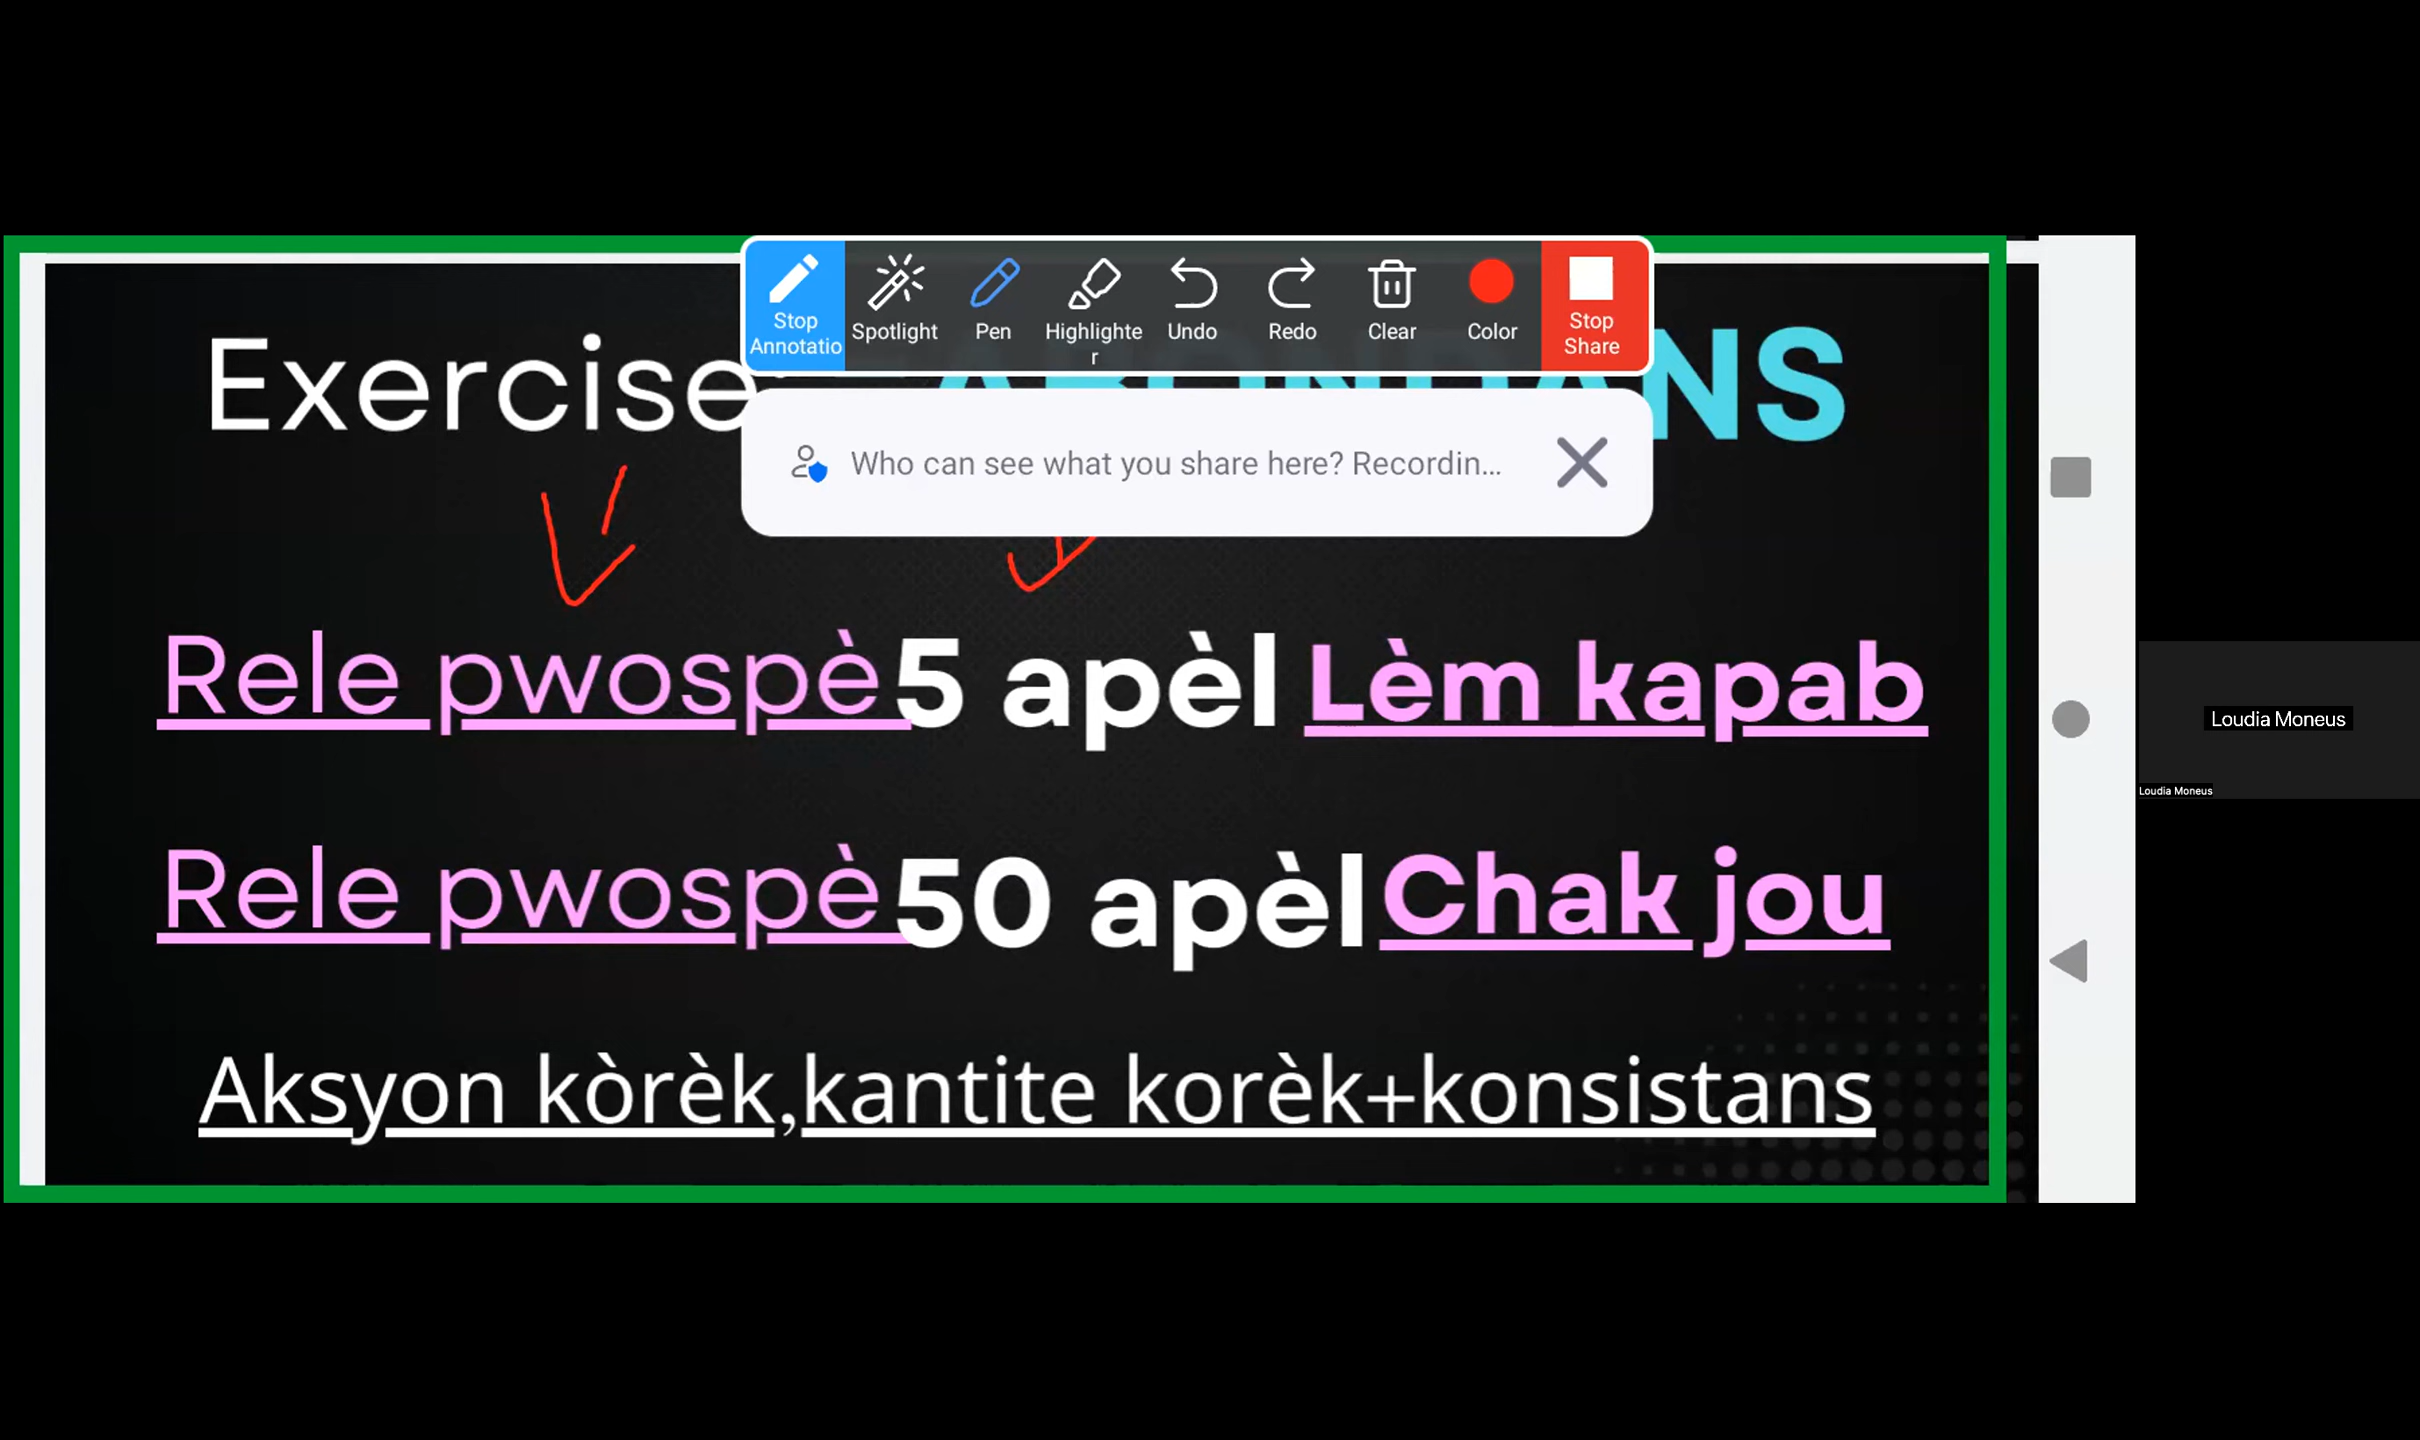 Stop Annotatio
Spotlight
Pen
Highlighter
Undo
Redo
Clear
Color
Stop Share
Exercise
Who can see what you share here? Recordin...
Rele pwospè 5 apèl Lèm kapab
Rele pwospè 50 apèl Chak jou
Aksyon kòrèk,kantite korèk+konsistans
Loudia Moneus
Loudia Moneus